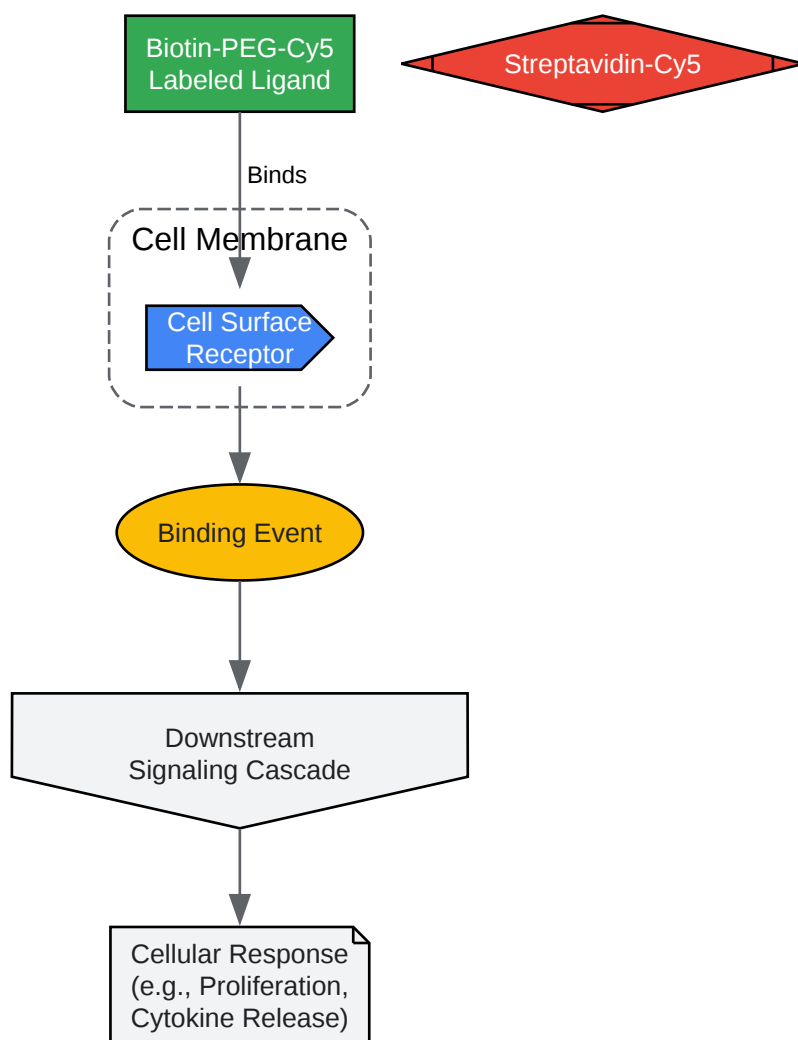 Biotin-PEG-Cy5
Labeled Ligand
Streptavidin-Cy5
Binds
Cell Membrane
Cell Surface
Receptor
Binding Event
Downstream
Signaling Cascade
Cellular Response
(e.g., Proliferation,
Cytokine Release)